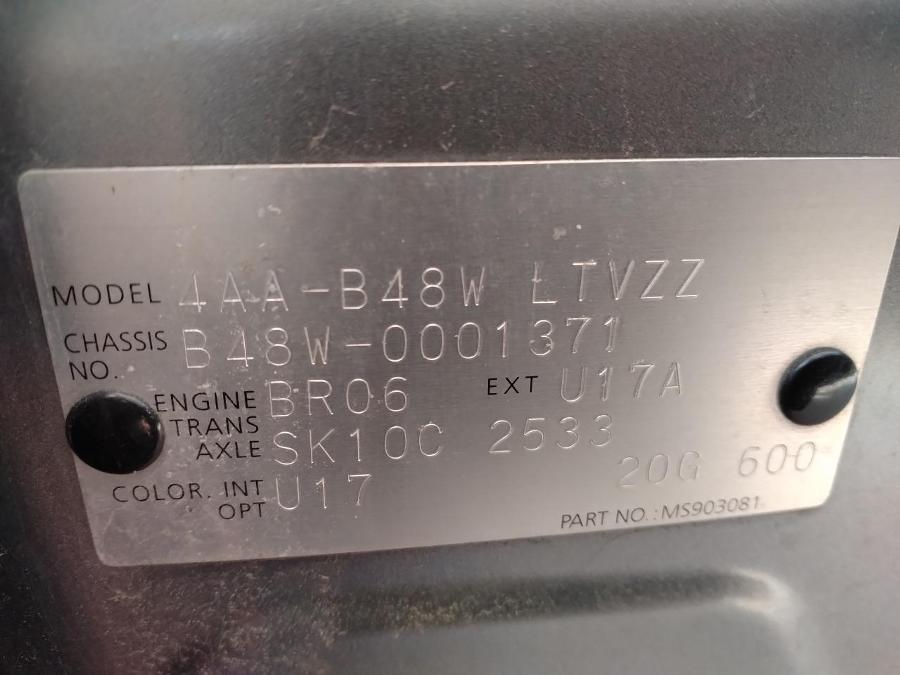 MODEL 4AA-B48W LTVZZ
CHASSIS NO. B48W-0001371
ENGINE BR06 EXT U17A
TRANS AXLE SK10C 2533
COLOR. INT OPT U17 20G 600
PART NO.:MS903081